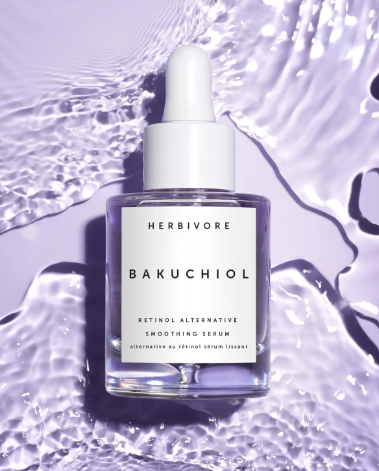 HERBIVORE
BAKUCHIOL
RETINOL ALTERNATIVE
SMOOTHING SERUM
alternative au rétinol sérum lissant